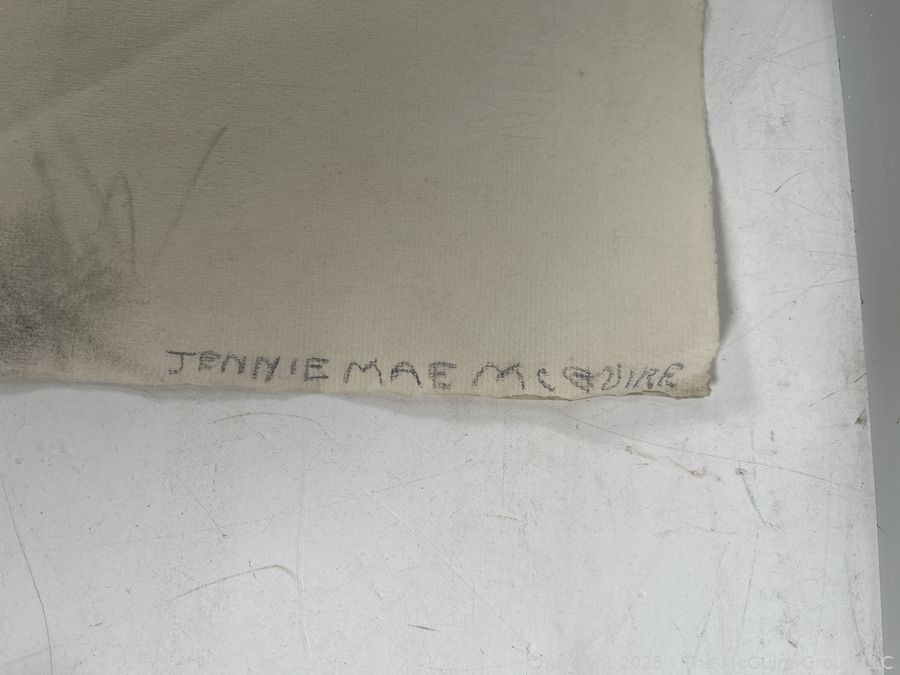 JENNIE MAE McGUIRE
Copyright 2025 - The McGuire Group LLC